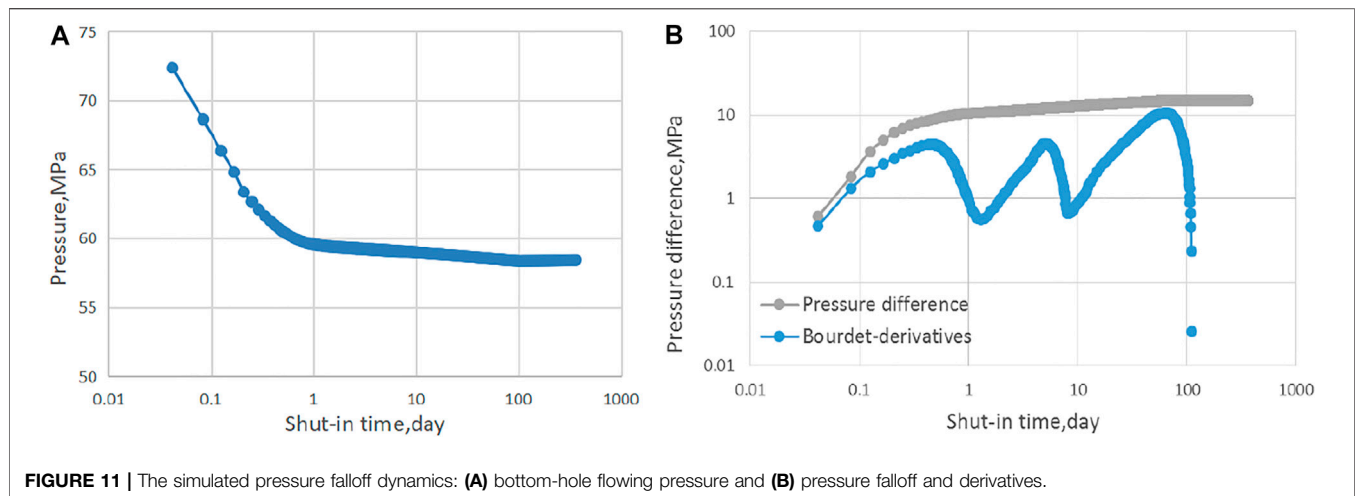 A
75
70
65
60
55
50
Pressure,MPa
0.01 0.1 1 10 100 1000
Shut-in time,day
B
100
10
1
0.1
0.01
Pressure difference,MPa
Pressure difference
Bourdet-derivatives
0.01 0.1 1 10 100 1000
Shut-in time,day
FIGURE 11 | The simulated pressure falloff dynamics: (A) bottom-hole flowing pressure and (B) pressure falloff and derivatives.